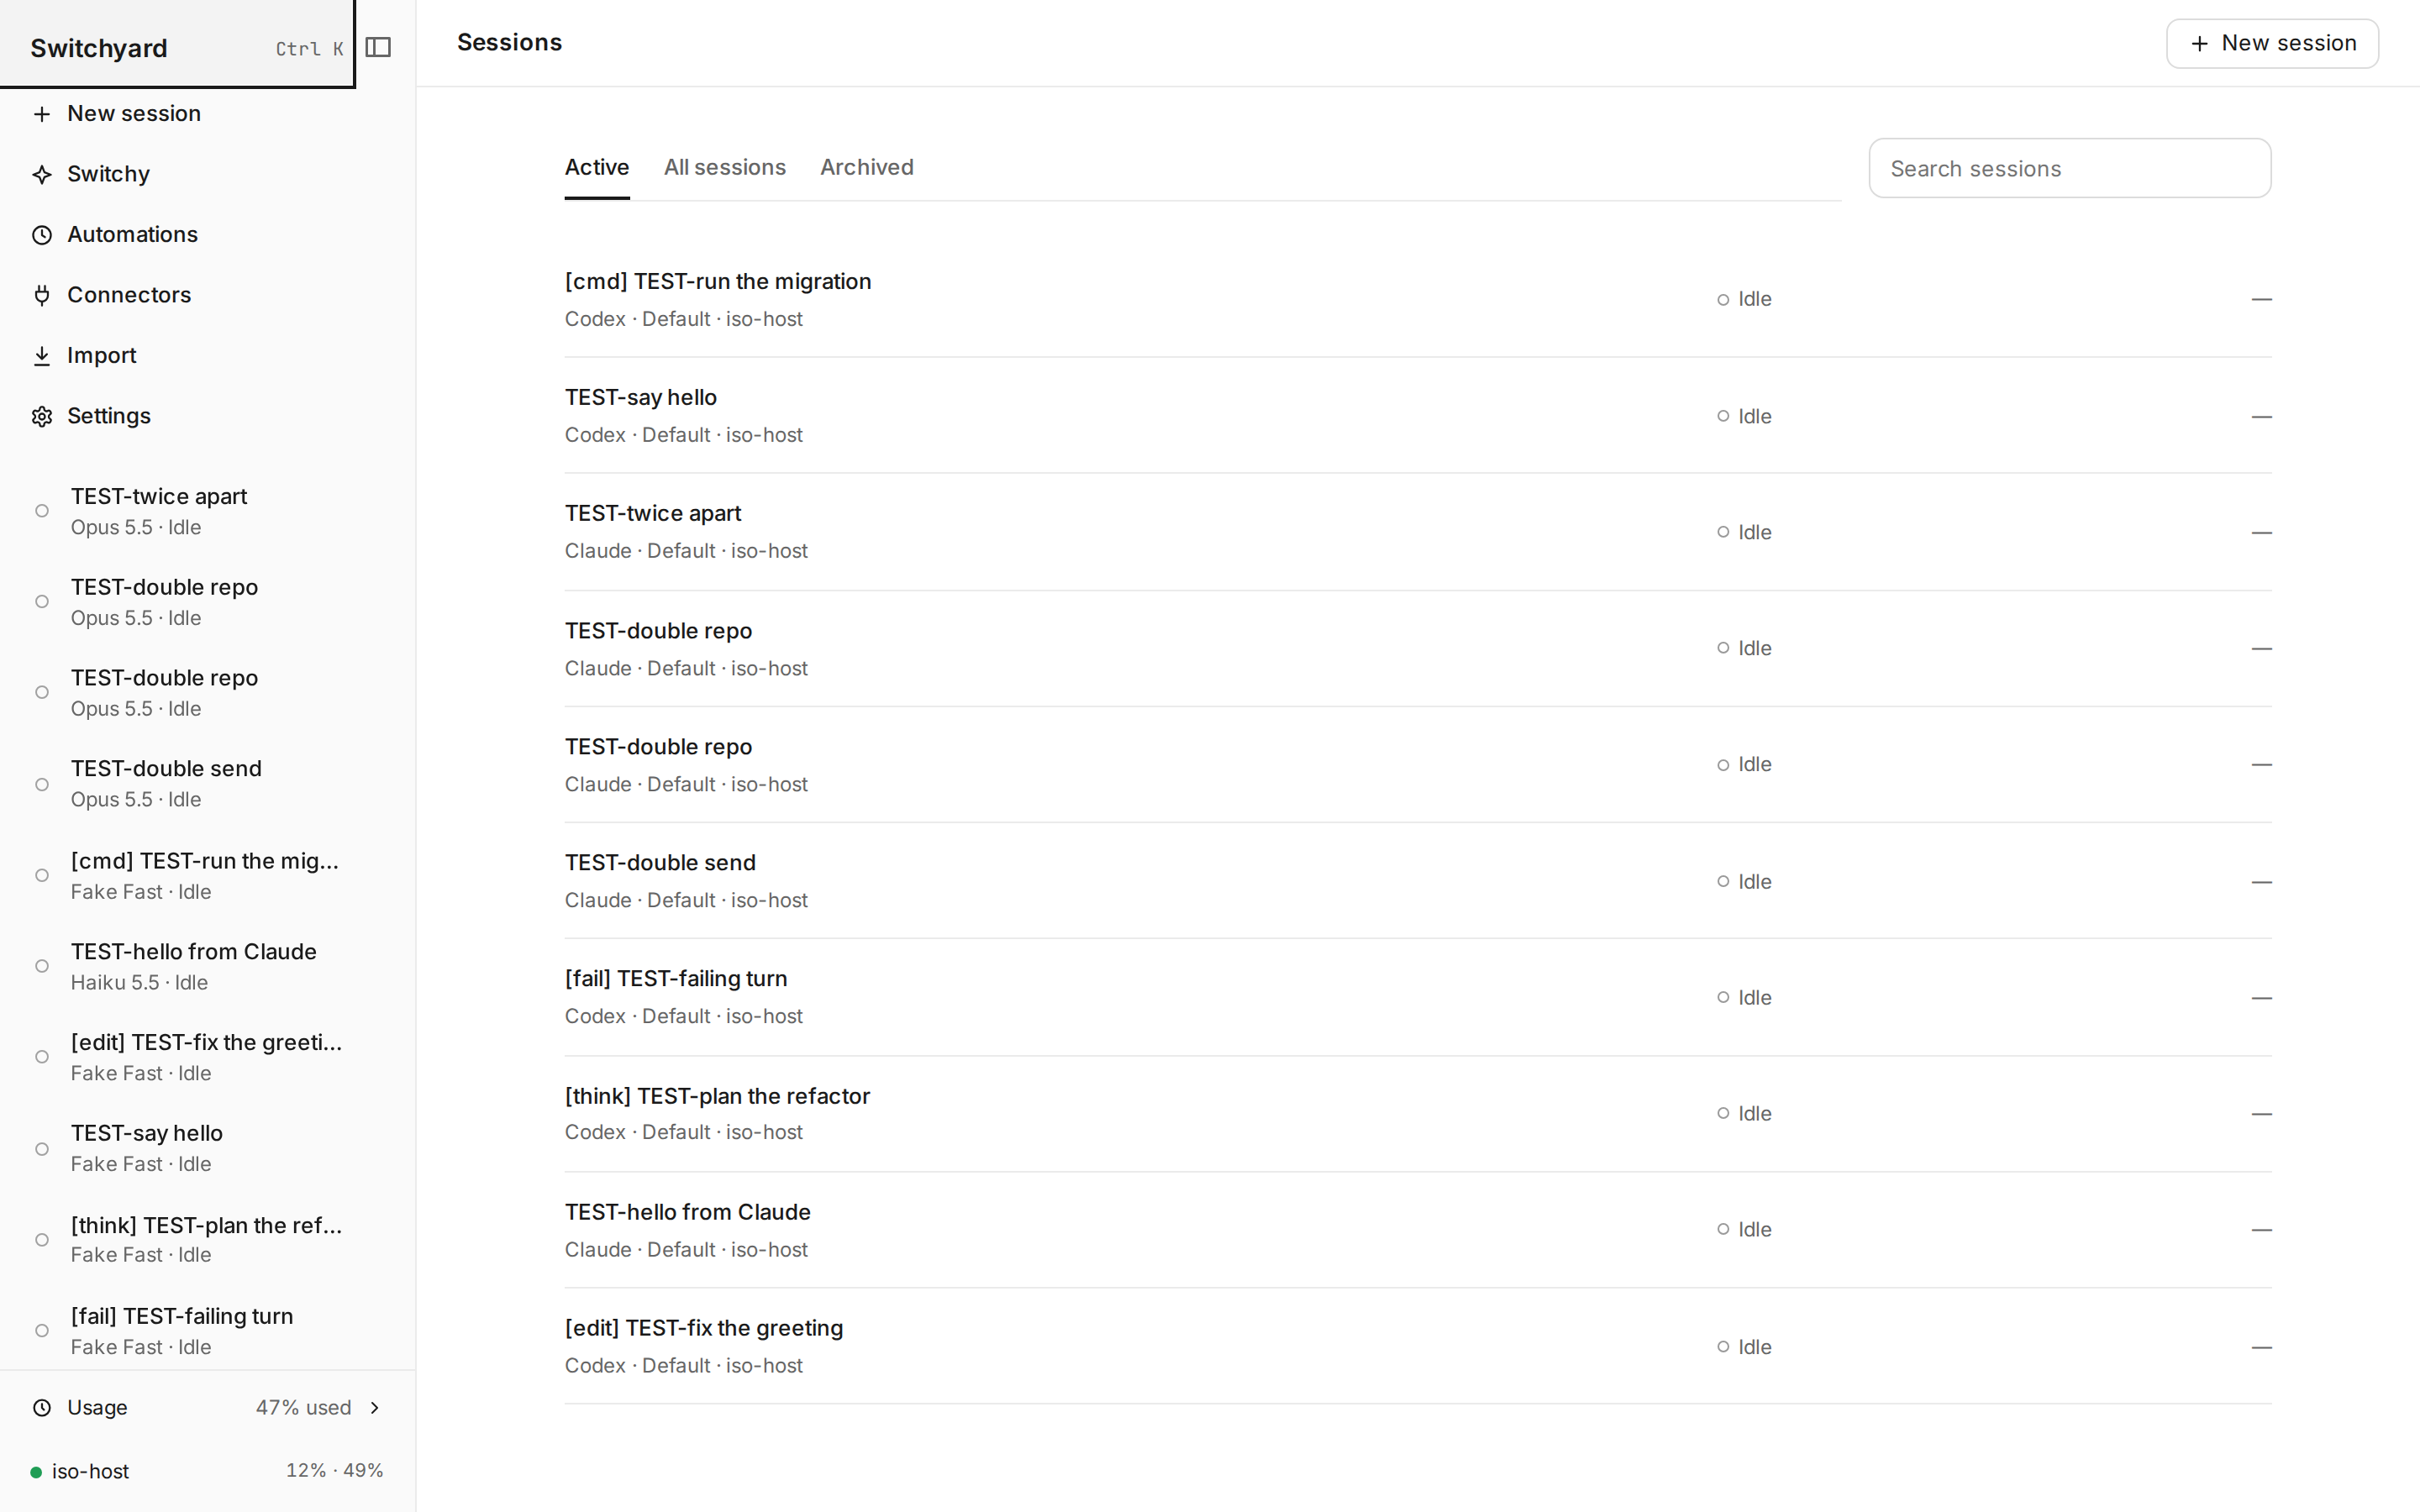 Switchyard Ctrl K
New session
Switchy
Automations
Connectors
Import
Settings
TEST-twice apart
Opus 5.5 · Idle
TEST-double repo
Opus 5.5 · Idle
TEST-double repo
Opus 5.5 · Idle
TEST-double send
Opus 5.5 · Idle
[cmd] TEST-run the mig...
Fake Fast · Idle
TEST-hello from Claude
Haiku 5.5 · Idle
[edit] TEST-fix the greeti...
Fake Fast · Idle
TEST-say hello
Fake Fast · Idle
[think] TEST-plan the ref...
Fake Fast · Idle
[fail] TEST-failing turn
Fake Fast · Idle
Usage 47% used
iso-host 12% · 49%
Sessions
New session
Active All sessions Archived
Search sessions
[cmd] TEST-run the migration
Codex · Default · iso-host
Idle —
TEST-say hello
Codex · Default · iso-host
Idle —
TEST-twice apart
Claude · Default · iso-host
Idle —
TEST-double repo
Claude · Default · iso-host
Idle —
TEST-double repo
Claude · Default · iso-host
Idle —
TEST-double send
Claude · Default · iso-host
Idle —
[fail] TEST-failing turn
Codex · Default · iso-host
Idle —
[think] TEST-plan the refactor
Codex · Default · iso-host
Idle —
TEST-hello from Claude
Claude · Default · iso-host
Idle —
[edit] TEST-fix the greeting
Codex · Default · iso-host
Idle —